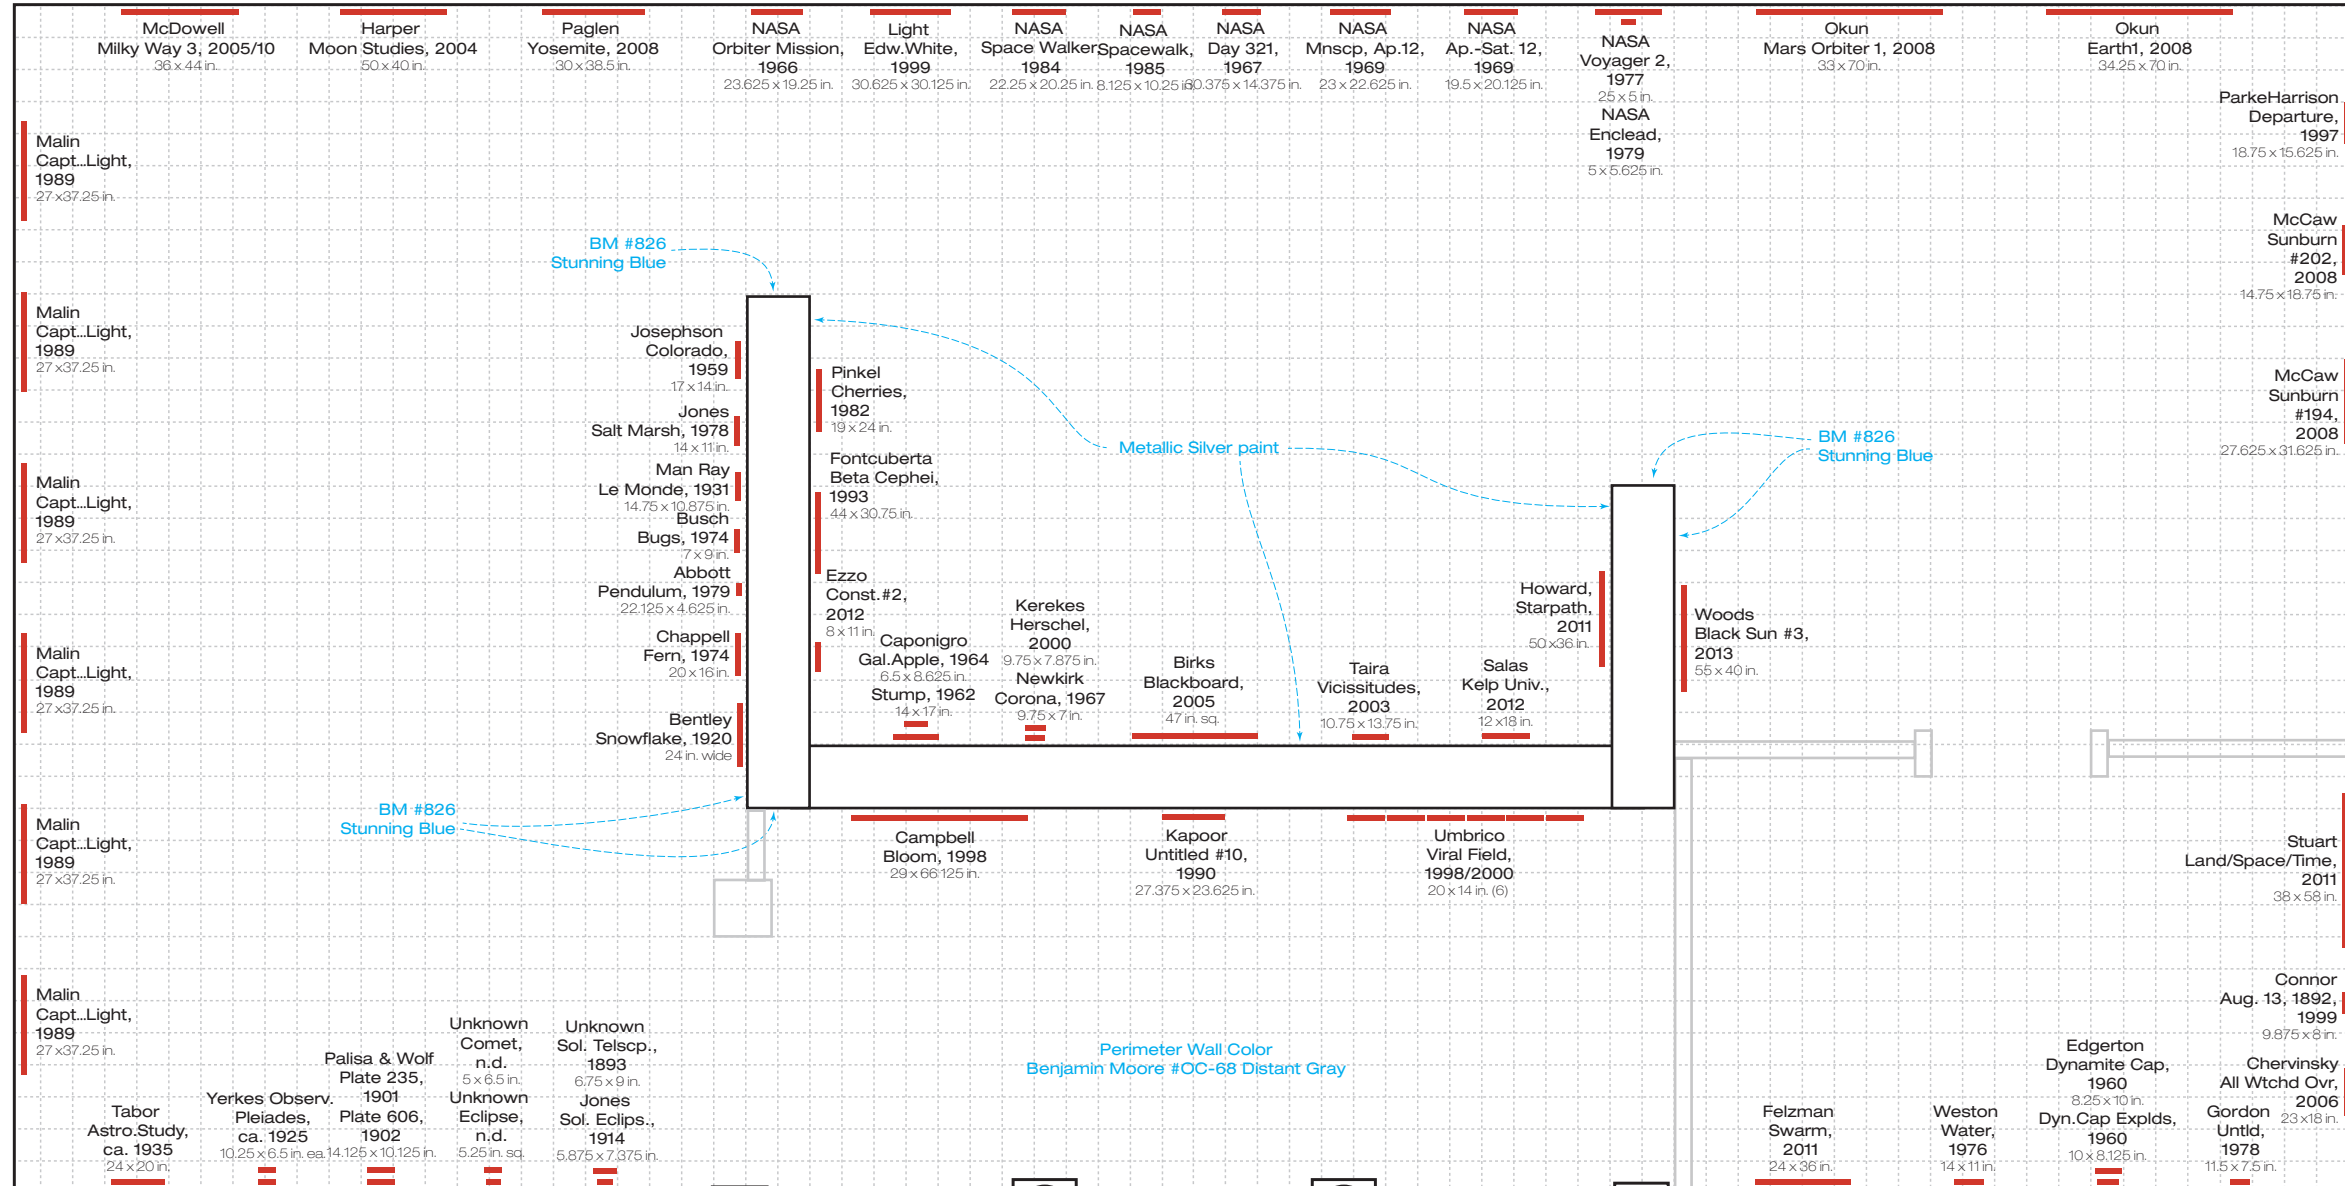 McDowell
Milky Way 3, 2005/10
36 x 44 in.
Harper
Moon Studies, 2004
50 x 40 in.
Paglen
Yosemite, 2008
30 x 38.5 in.
NASA
Orbiter Mission,
1966
23.625 x 19.25 in.
Light
Edw.White,
1999
30.625 x 30.125 in.
NASA
Space Walker
1984
22.25 x 20.25 in.
NASA
Spacewalk,
1985
8.125 x 10.25 in.
NASA
Day 321,
1967
30.375 x 14.375 in.
NASA
Mnscp, Ap.12,
1969
23 x 22.625 in.
NASA
Ap.-Sat. 12,
1969
19.5 x 20.125 in.
NASA
Voyager 2,
1977
25 x 5 in.
NASA
Enclead,
1979
5 x 5.625 in.
Okun
Mars Orbiter 1, 2008
33 x 70 in.
Okun
Earth1, 2008
34.25 x 70 in.
ParkeHarrison
Departure,
1997
18.75 x 15.625 in.
McCaw
Sunburn
#202,
2008
14.75 x 18.75 in.
McCaw
Sunburn
#194,
2008
27.625 x 31.625 in.
Malin
Capt...Light,
1989
27 x37.25 in.
Malin
Capt...Light,
1989
27 x37.25 in.
Malin
Capt...Light,
1989
27 x37.25 in.
Malin
Capt...Light,
1989
27 x37.25 in.
Malin
Capt...Light,
1989
27 x37.25 in.
Malin
Capt...Light,
1989
27 x37.25 in.
BM #826
Stunning Blue
Josephson
Colorado,
1959
17 x 14 in.
Jones
Salt Marsh, 1978
14 x 11 in.
Man Ray
Le Monde, 1931
14.75 x 10.875 in.
Busch
Bugs, 1974
7 x 9 in.
Abbott
Pendulum, 1979
22.125 x 4.625 in.
Chappell
Fern, 1974
20 x 16 in.
Bentley
Snowflake, 1920
24 in. wide
Pinkel
Cherries,
1982
19 x 24 in.
Fontcuberta
Beta Cephei,
1993
44 x 30.75 in.
Ezzo
Const.#2,
2012
8 x 11 in.
Metallic Silver paint
BM #826
Stunning Blue
Caponigro
Gal.Apple, 1964
6.5 x 8.625 in.
Stump, 1962
14 x 17 in.
Kerekes
Herschel,
2000
9.75 x 7.875 in.
Newkirk
Corona, 1967
9.75 x 7 in.
Birks
Blackboard,
2005
47 in. sq.
Taira
Vicissitudes,
2003
10.75 x 13.75 in.
Salas
Kelp Univ.,
2012
12 x18 in.
Howard,
Starpath,
2011
50 x36 in.
Woods
Black Sun #3,
2013
55 x 40 in.
BM #826
Stunning Blue
Campbell
Bloom, 1998
29 x 66.125 in.
Kapoor
Untitled #10,
1990
27.375 x 23.625 in.
Umbrico
Viral Field,
1998/2000
20 x 14 in. (6)
Stuart
Land/Space/Time,
2011
38 x 58 in.
Connor
Aug. 13, 1892,
1999
9.875 x 8 in.
Chervinsky
All Wtchd Ovr,
2006
23 x18 in.
Perimeter Wall Color
Benjamin Moore #OC-68 Distant Gray
Tabor
Astro.Study,
ca. 1935
24 x 20 in.
Yerkes Observ.
Pleiades,
ca. 1925
10.25 x 6.5 in. ea.
Palisa & Wolf
Plate 235,
1901
Plate 606,
1902
14.125 x 10.125 in.
Unknown
Comet,
n.d.
5 x 6.5 in.
Unknown
Eclipse,
n.d.
5.25 in. sq.
Unknown
Sol. Telscp.,
1893
6.75 x 9 in.
Jones
Sol. Eclips.,
1914
5.875 x 7.375 in.
Felzman
Swarm,
2011
24 x 36 in.
Weston
Water,
1976
14 x 11 in.
Edgerton
Dynamite Cap,
1960
8.25 x 10 in.
Dyn.Cap Explds,
1960
10 x 8.125 in.
Gordon
Untld,
1978
11.5 x 7.5 in.